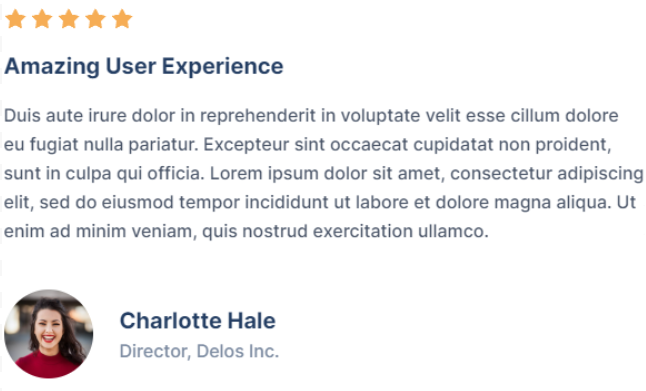 Amazing User Experience
Duis aute irure dolor in reprehenderit in voluptate velit esse cillum dolore
eu fugiat nulla pariatur. Excepteur sint occaecat cupidatat non proident,
sunt in culpa qui officia. Lorem ipsum dolor sit amet, consectetur adipiscing
elit, sed do eiusmod tempor incididunt ut labore et dolore magna aliqua. Ut
enim ad minim veniam, quis nostrud exercitation ullamco.
Charlotte Hale
Director, Delos Inc.